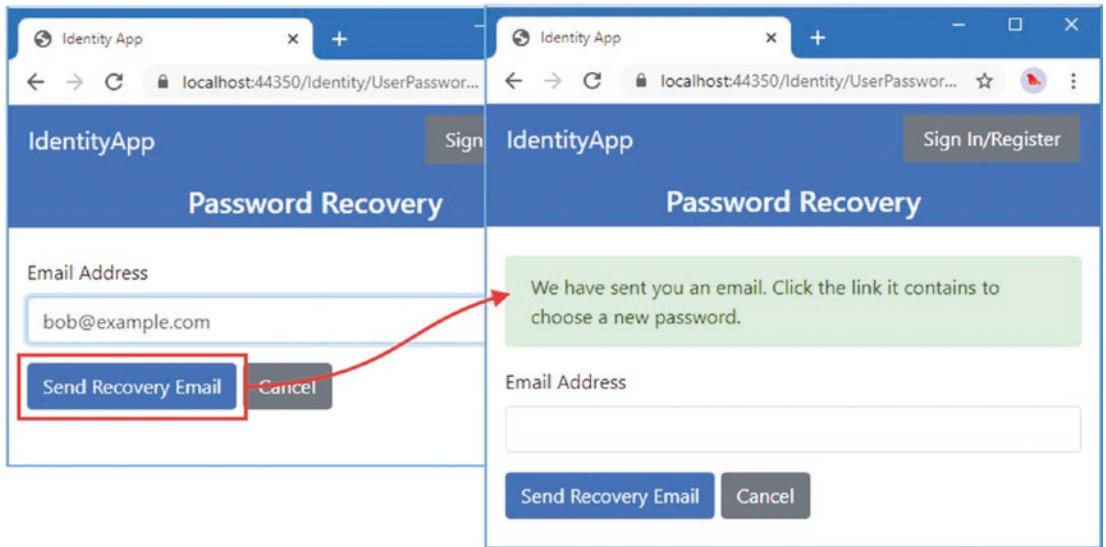 Identity App
localhost:44350/Identity/UserPasswor...
IdentityApp
Sign
Password Recovery
Email Address
bob@example.com
Send Recovery Email
Cancel
Identity App
localhost:44350/Identity/UserPasswor...
IdentityApp
Sign In/Register
Password Recovery
We have sent you an email. Click the link it contains to
choose a new password.
Email Address
Send Recovery Email
Cancel